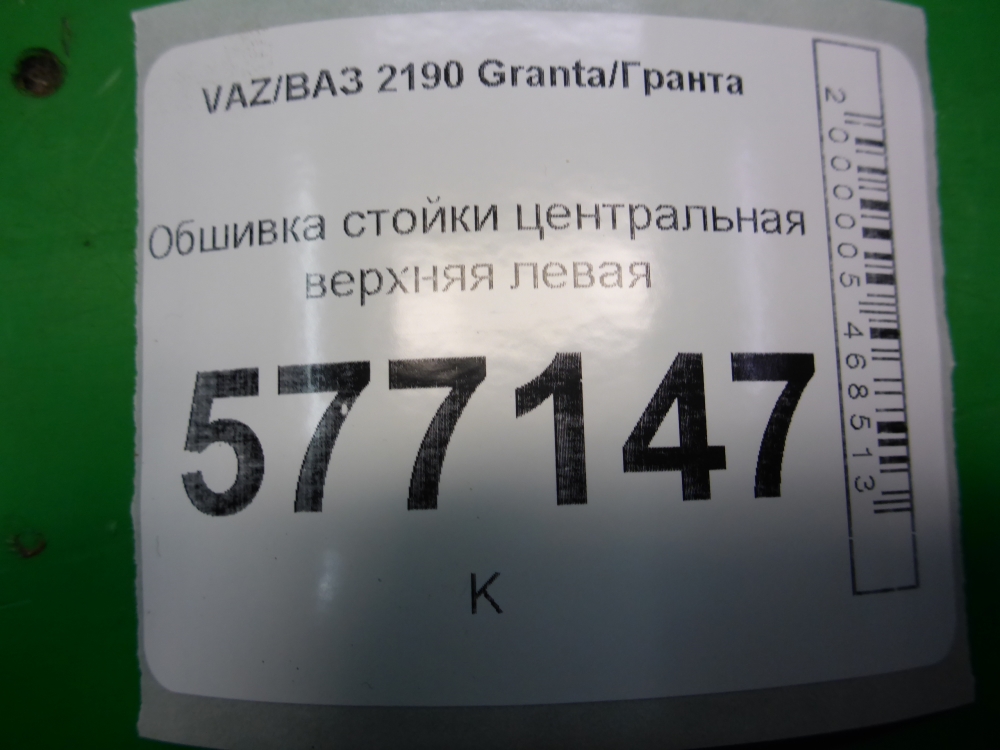 VAZ/ВАЗ 2190 Granta/Гранта
Обшивка стойки центральная
верхняя левая
577147
К
2000005468513